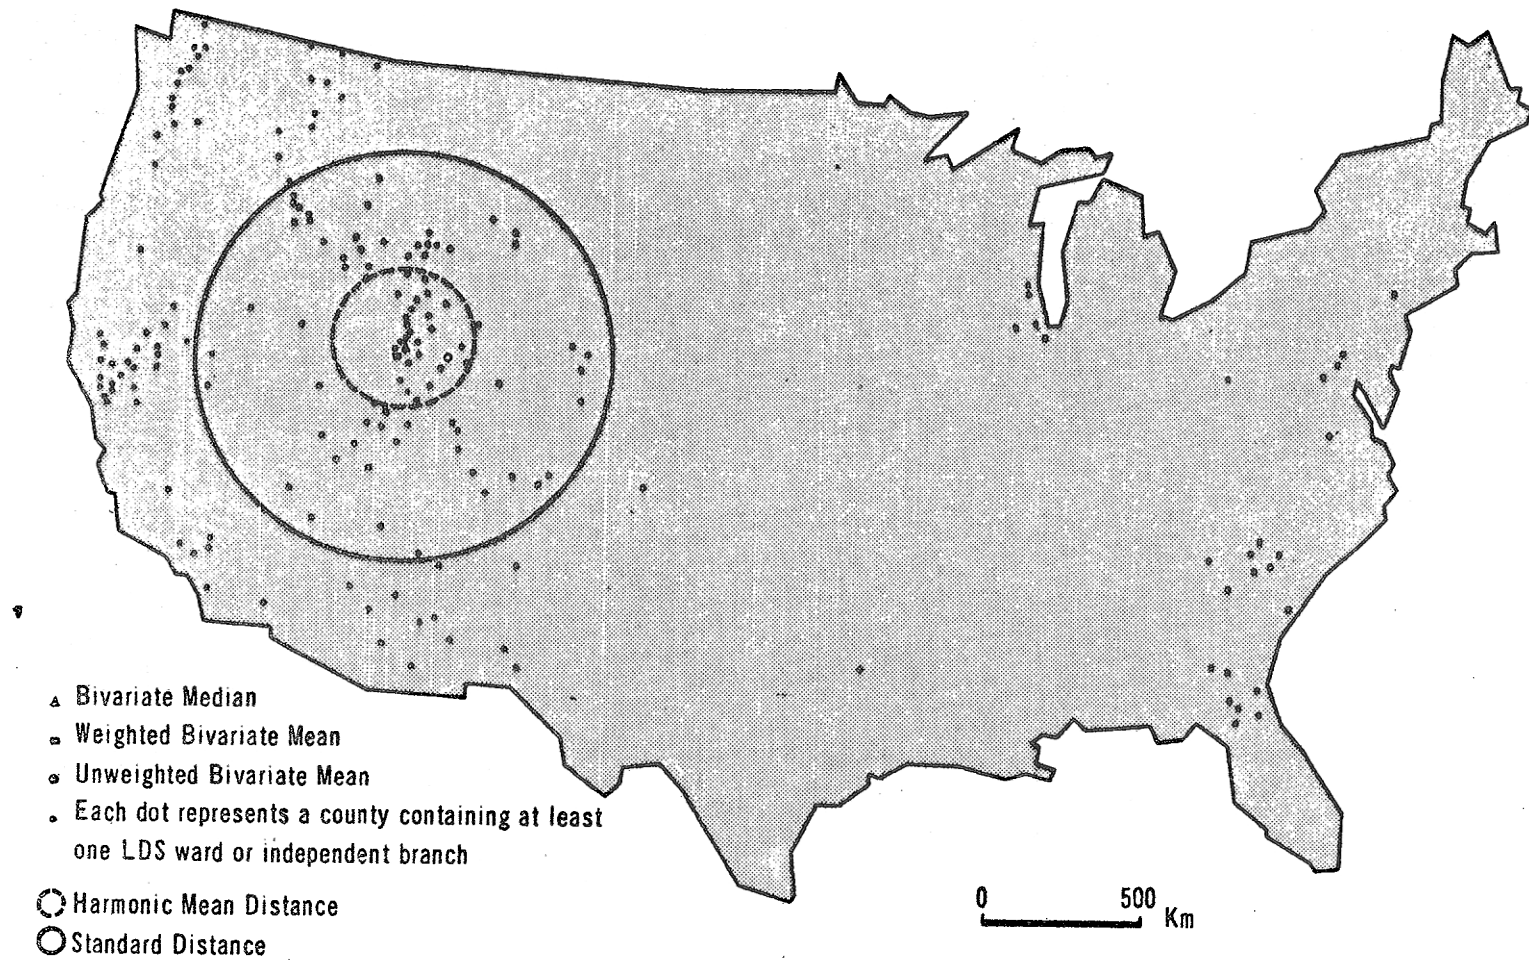 Bivariate Median
Weighted Bivariate Mean
Unweighted Bivariate Mean
Each dot represents a county containing at least
one LDS ward or independent branch
Harmonic Mean Distance
Standard Distance
0 500
Km